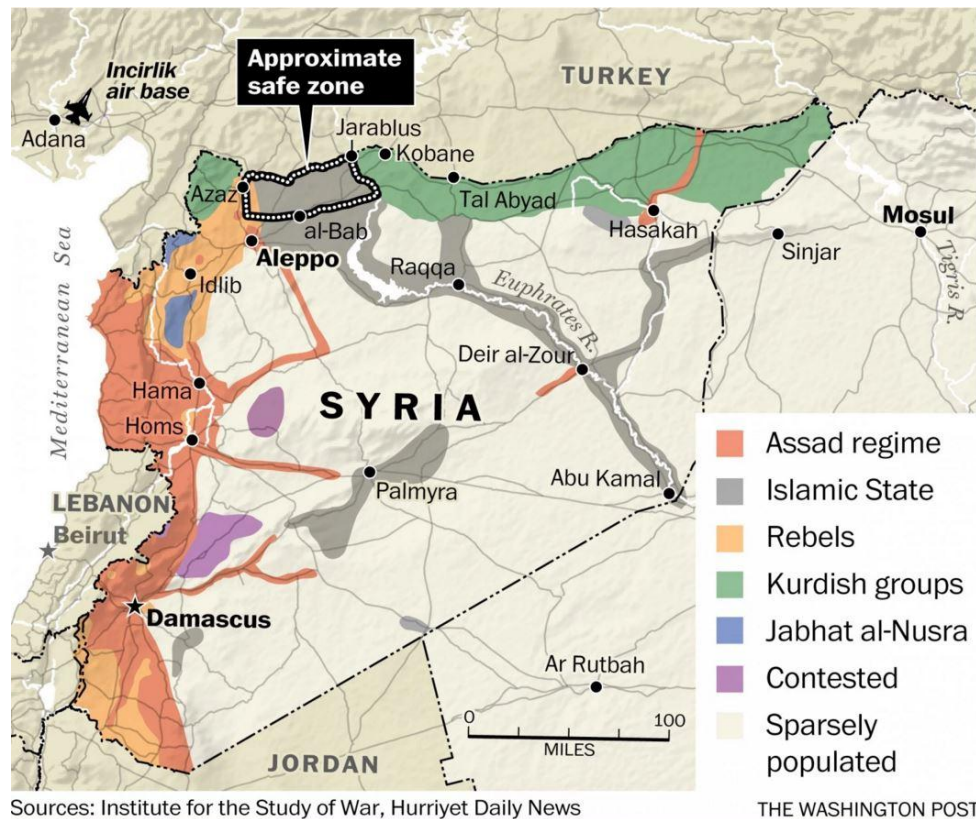 Approximate
safe zone
Incirlik
air base
TURKEY
Adana
Jarablus
Kobane
Azaz
Tal Abyad
al-Bab
Hasakah
Mosul
Sinjar
Aleppo
Tigris R.
Mediterranean Sea
Idlib
Raqqa
Euphrates R.
Deir al-Zour
Hama
SYRIA
Homs
Palmyra
Abu Kamal
LEBANON
Beirut
Damascus
Ar Rutbah
0 100
MILES
JORDAN
Assad regime
Islamic State
Rebels
Kurdish groups
Jabhat al-Nusra
Contested
Sparsely
populated
Sources: Institute for the Study of War, Hurriyet Daily News
THE WASHINGTON POST